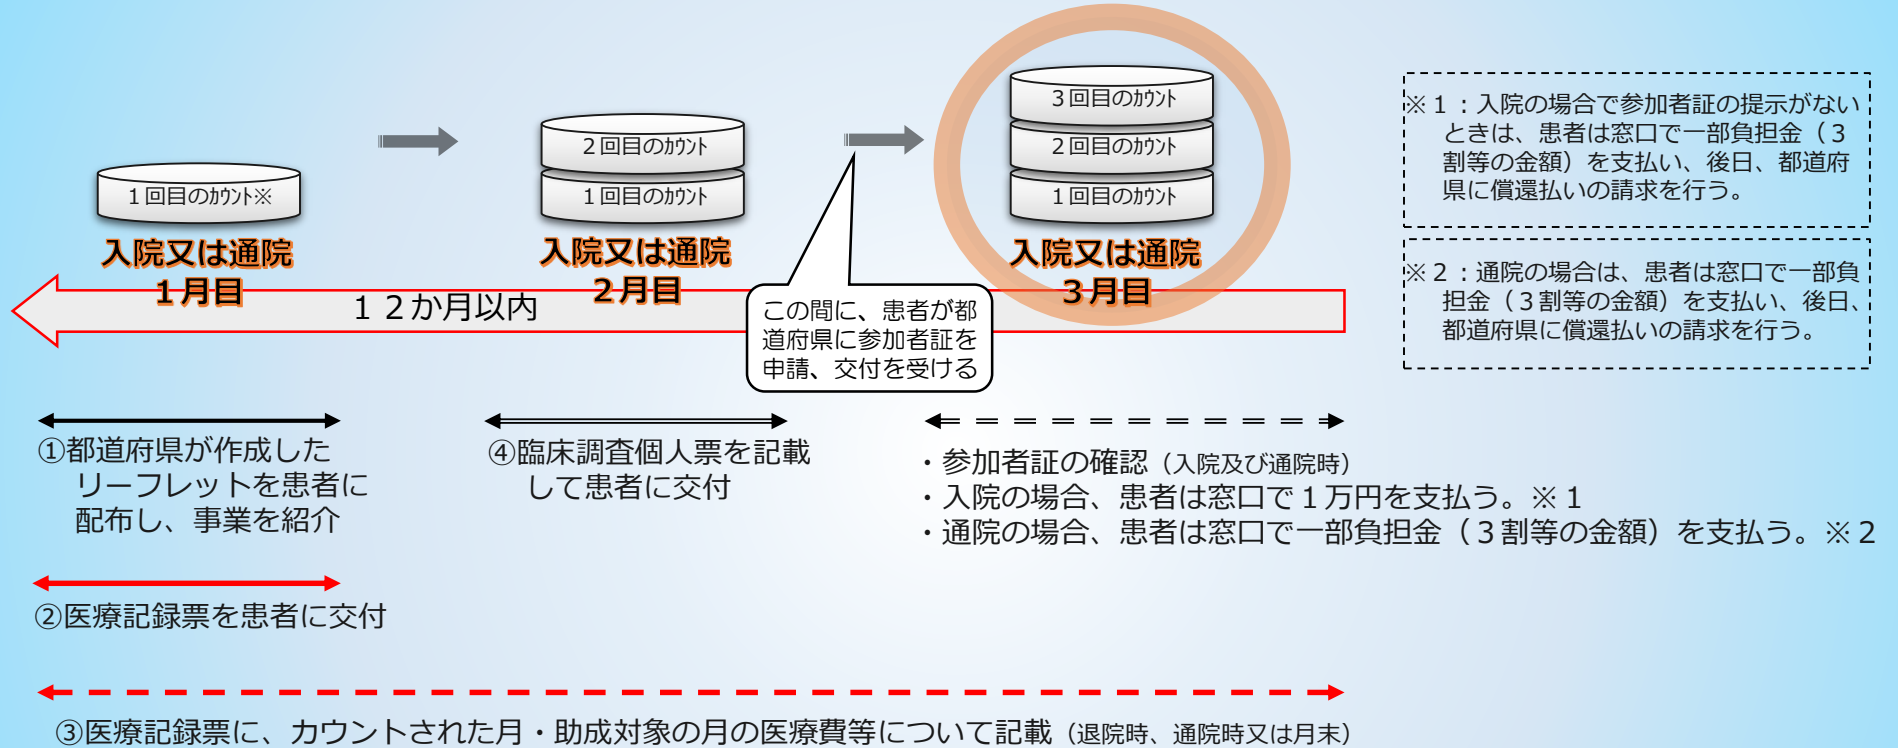 １回目のカウント※
入院又は通院
１月目
２回目のカウント
１回目のカウント
入院又は通院
２月目
３回目のカウント
２回目のカウント
１回目のカウント
入院又は通院
３月目
１２か月以内
この間に、患者が都
道府県に参加者証を
申請、交付を受ける
※１：入院の場合で参加者証の提示がない
ときは、患者は窓口で一部負担金（３
割等の金額）を支払い、後日、都道府
県に償還払いの請求を行う。
※２：通院の場合は、患者は窓口で一部負
担金（３割等の金額）を支払い、後日、
都道府県に償還払いの請求を行う。
①都道府県が作成した
リーフレットを患者に
配布し、事業を紹介
④臨床調査個人票を記載
して患者に交付
・参加者証の確認（入院及び通院時）
・入院の場合、患者は窓口で１万円を支払う。※１
・通院の場合、患者は窓口で一部負担金（３割等の金額）を支払う。※２
②医療記録票を患者に交付
③医療記録票に、カウントされた月・助成対象の月の医療費等について記載（退院時、通院時又は月末）